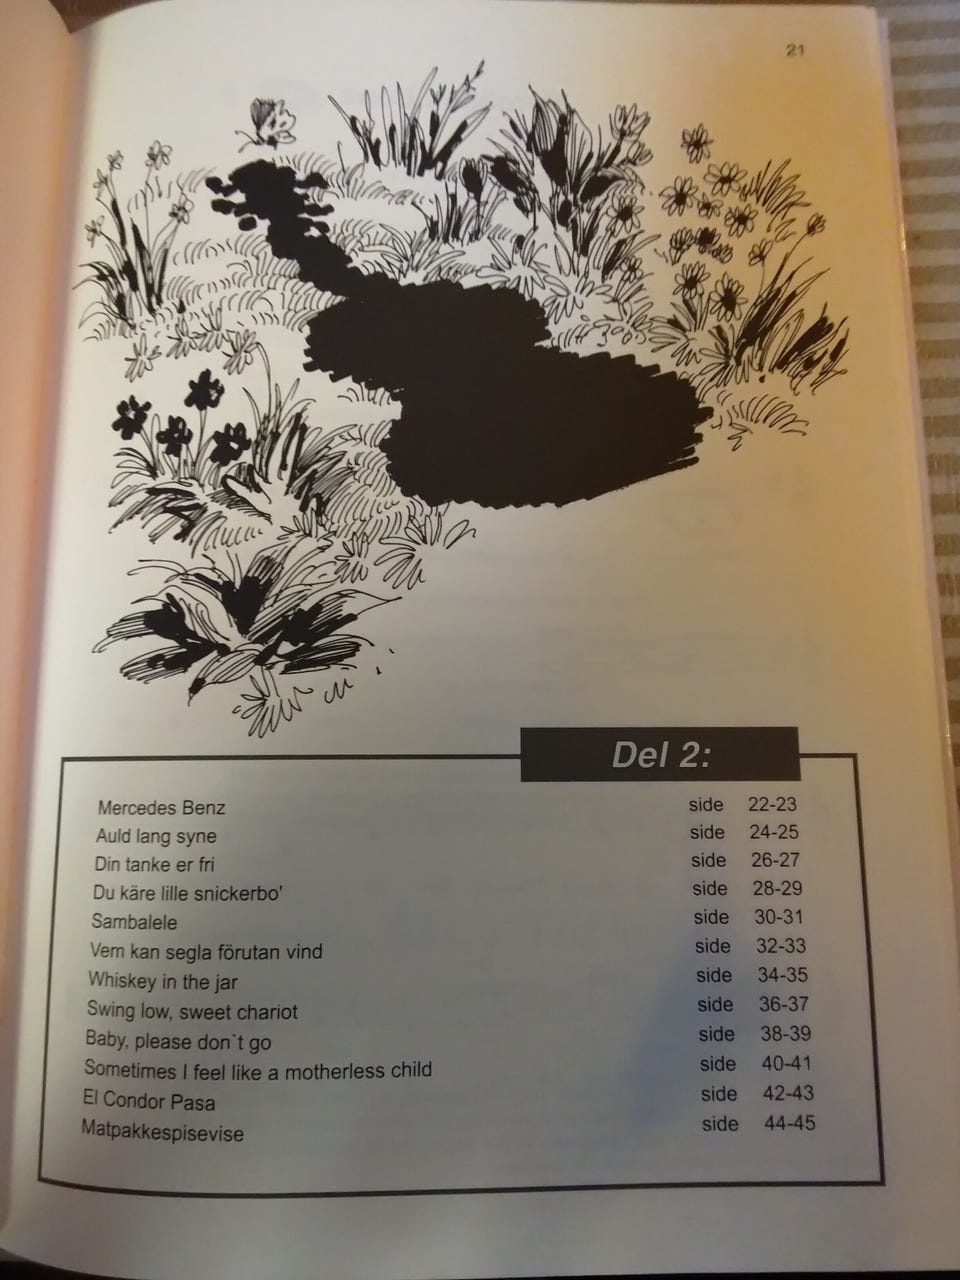 21
Del 2:
Mercedes Benz side 22-23
Auld lang syne side 24-25
Din tanke er fri side 26-27
Du käre lille snickerbo' side 28-29
Sambalele side 30-31
Vem kan segla förutan vind side 32-33
Whiskey in the jar side 34-35
Swing low, sweet chariot side 36-37
Baby, please don`t go side 38-39
Sometimes I feel like a motherless child side 40-41
El Condor Pasa side 42-43
Matpakkespisevise side 44-45